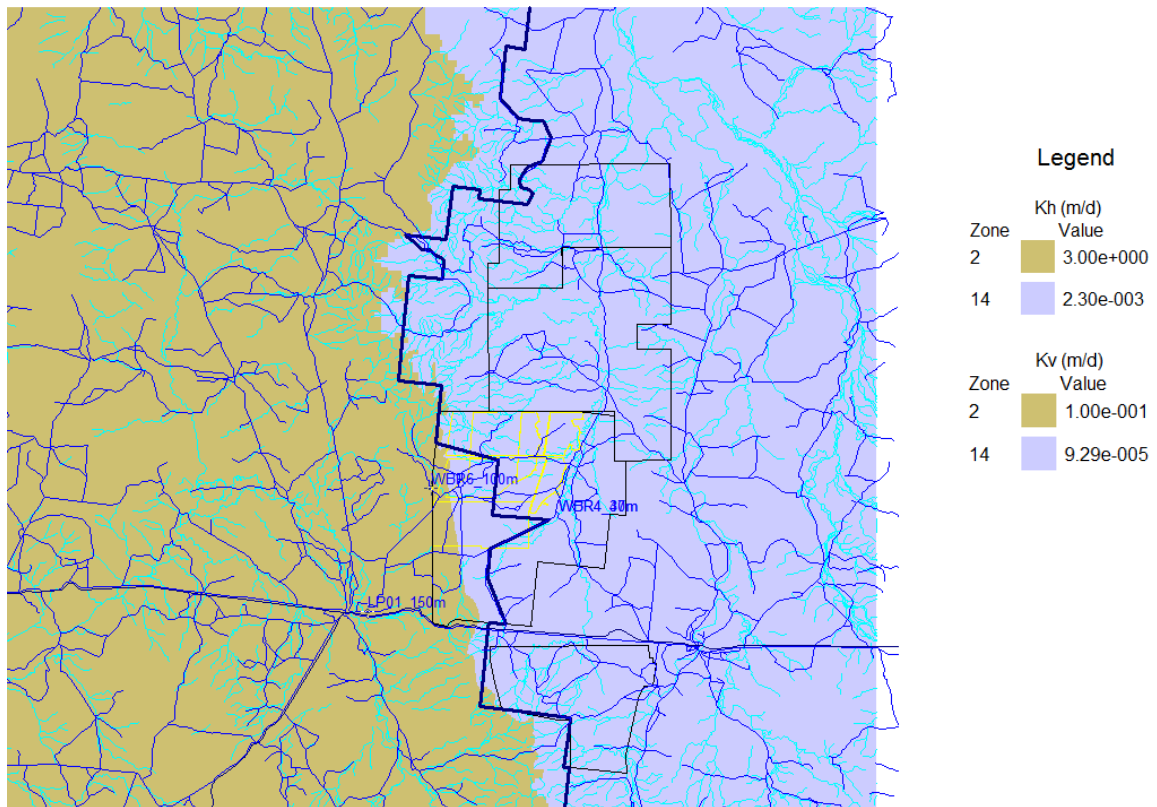 Legend
Kh (m/d)
Zone Value
2 3.00e+000
14 2.30e-003
Kv (m/d)
Zone Value
2 1.00e-001
14 9.29e-005
WBR6_100m
WBR4
LP01_150m